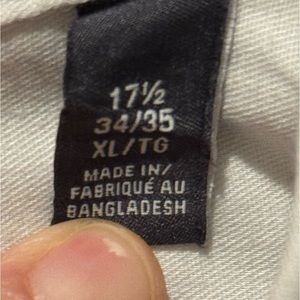 17½
34/35
XL/TG
MADE IN/
FABRIQUÉ AU
BANGLADESH